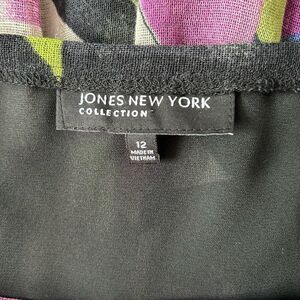 JONES NEW YORK
COLLECTION
12
MADE IN
VIETNAM